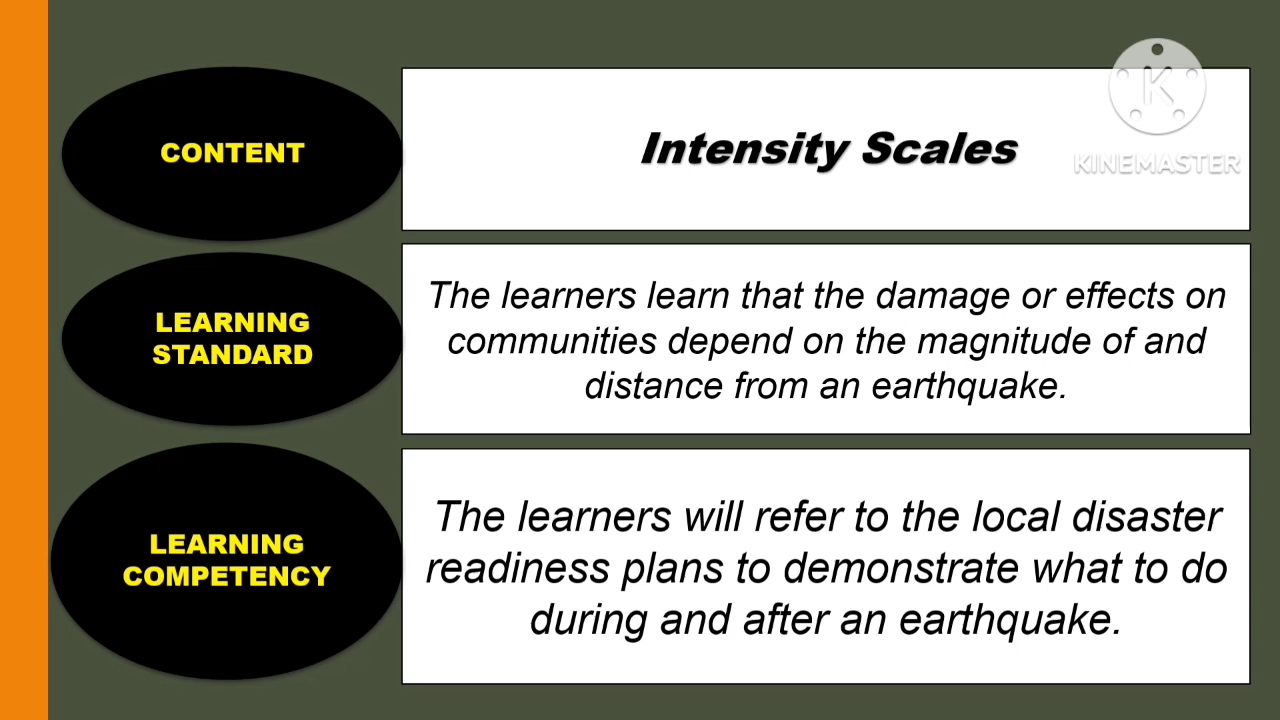 CONTENT
Intensity Scales
K
KINEMASTER
LEARNING
STANDARD
The learners learn that the damage or effects on
communities depend on the magnitude of and
distance from an earthquake.
LEARNING
COMPETENCY
The learners will refer to the local disaster
readiness plans to demonstrate what to do
during and after an earthquake.